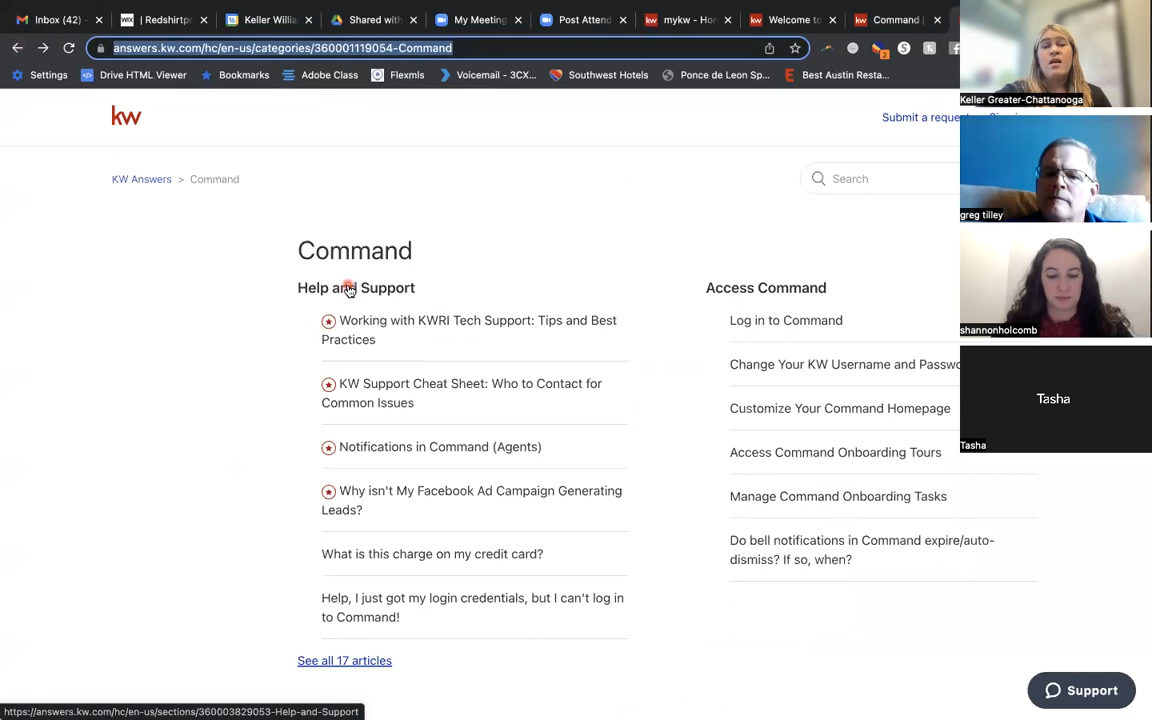 Inbox (42) -
| Redshirtpr
Keller Willia
Shared with
My Meeting
Post Attend
mykw - Ho
Welcome to
Command |
answers.kw.com/hc/en-us/categories/360001119054-Command
Settings
Drive HTML Viewer
Bookmarks
Adobe Class
Flexmls
Voicemail - 3CX...
Southwest Hotels
Ponce de Leon Sp...
Best Austin Resta...
Keller Greater-Chattanooga
kw
Submit a reque
KW Answers > Command
Search
greg tilley
Command
Help and Support
Working with KWRI Tech Support: Tips and Best
Practices
KW Support Cheat Sheet: Who to Contact for
Common Issues
Notifications in Command (Agents)
Why isn't My Facebook Ad Campaign Generating
Leads?
What is this charge on my credit card?
Help, I just got my login credentials, but I can't log in
to Command!
See all 17 articles
Access Command
Log in to Command
Change Your KW Username and Passwo
Customize Your Command Homepage
Access Command Onboarding Tours
Manage Command Onboarding Tasks
Do bell notifications in Command expire/auto-
dismiss? If so, when?
shannonholcomb
Tasha
Tasha
Support
https://answers.kw.com/hc/en-us/sections/360003829053-Help-and-Support